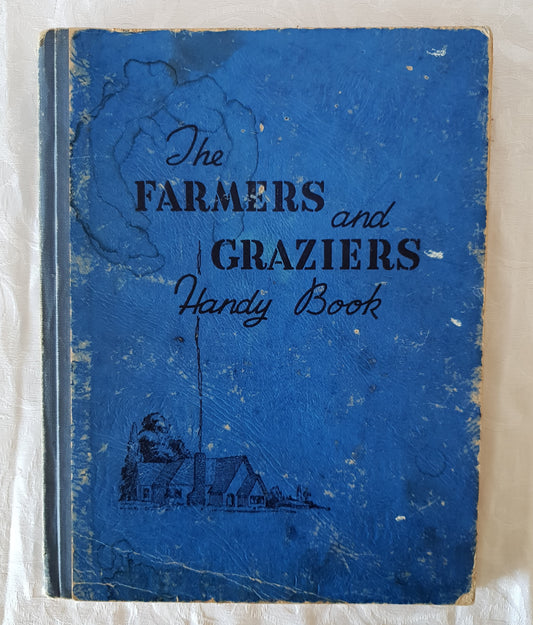 The
FARMERS
and
GRAZIERS
Handy Book